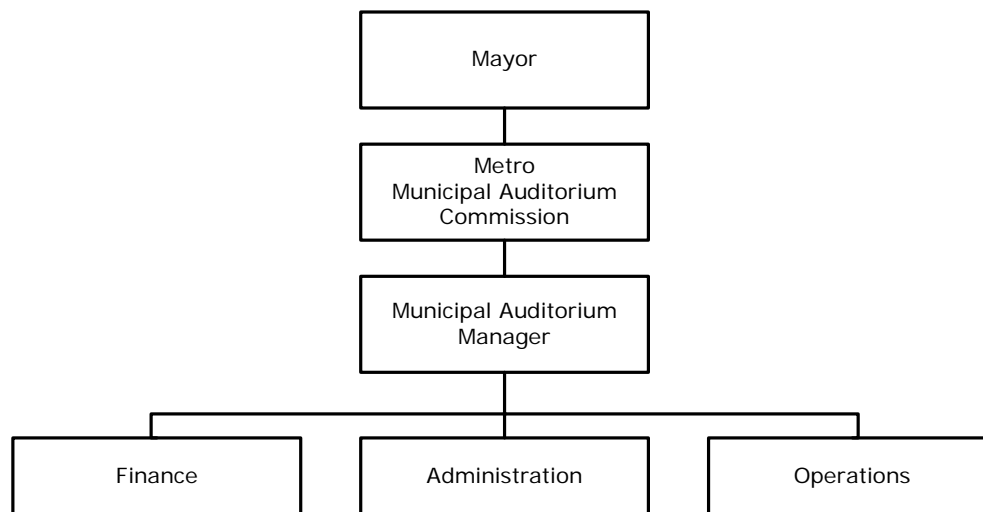 Mayor
Metro
Municipal Auditorium
Commission
Municipal Auditorium
Manager
Finance
Administration
Operations